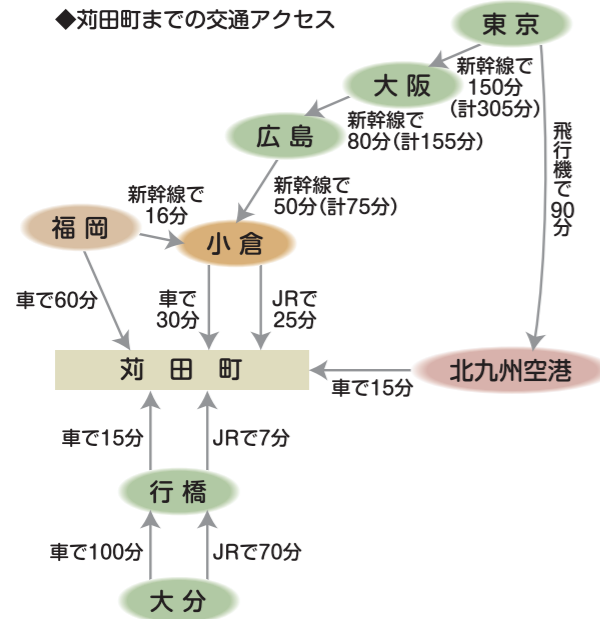 ◆苅田町までの交通アクセス
東京
新幹線で
150分
(計305分)
大阪
新幹線で
80分(計155分)
広島
飛行機で90分
新幹線で
50分(計75分)
新幹線で
16分
福岡
小倉
車で60分
車で
30分
JRで
25分
苅田町
北九州空港
車で15分
車で15分
JRで7分
行橋
車で100分
JRで70分
大分